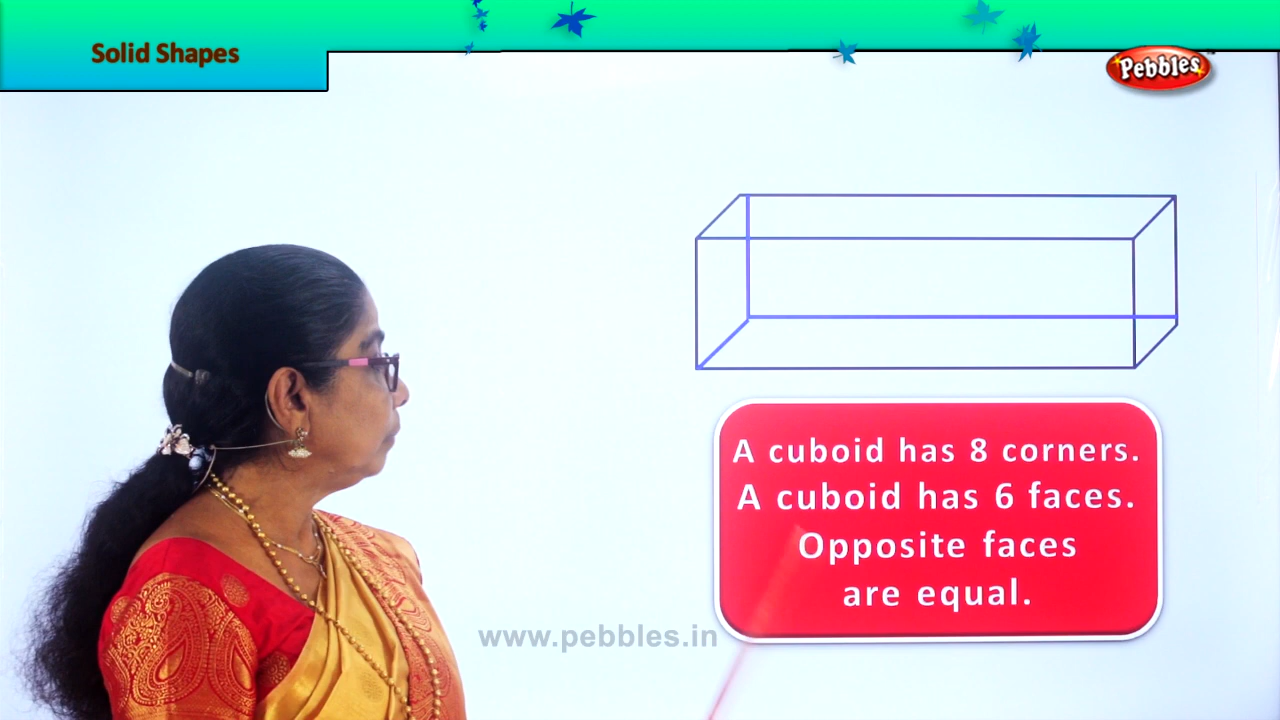 Solid Shapes
Pebbles
A cuboid has 8 corners.
A cuboid has 6 faces.
Opposite faces
are equal.
www.pebbles.in